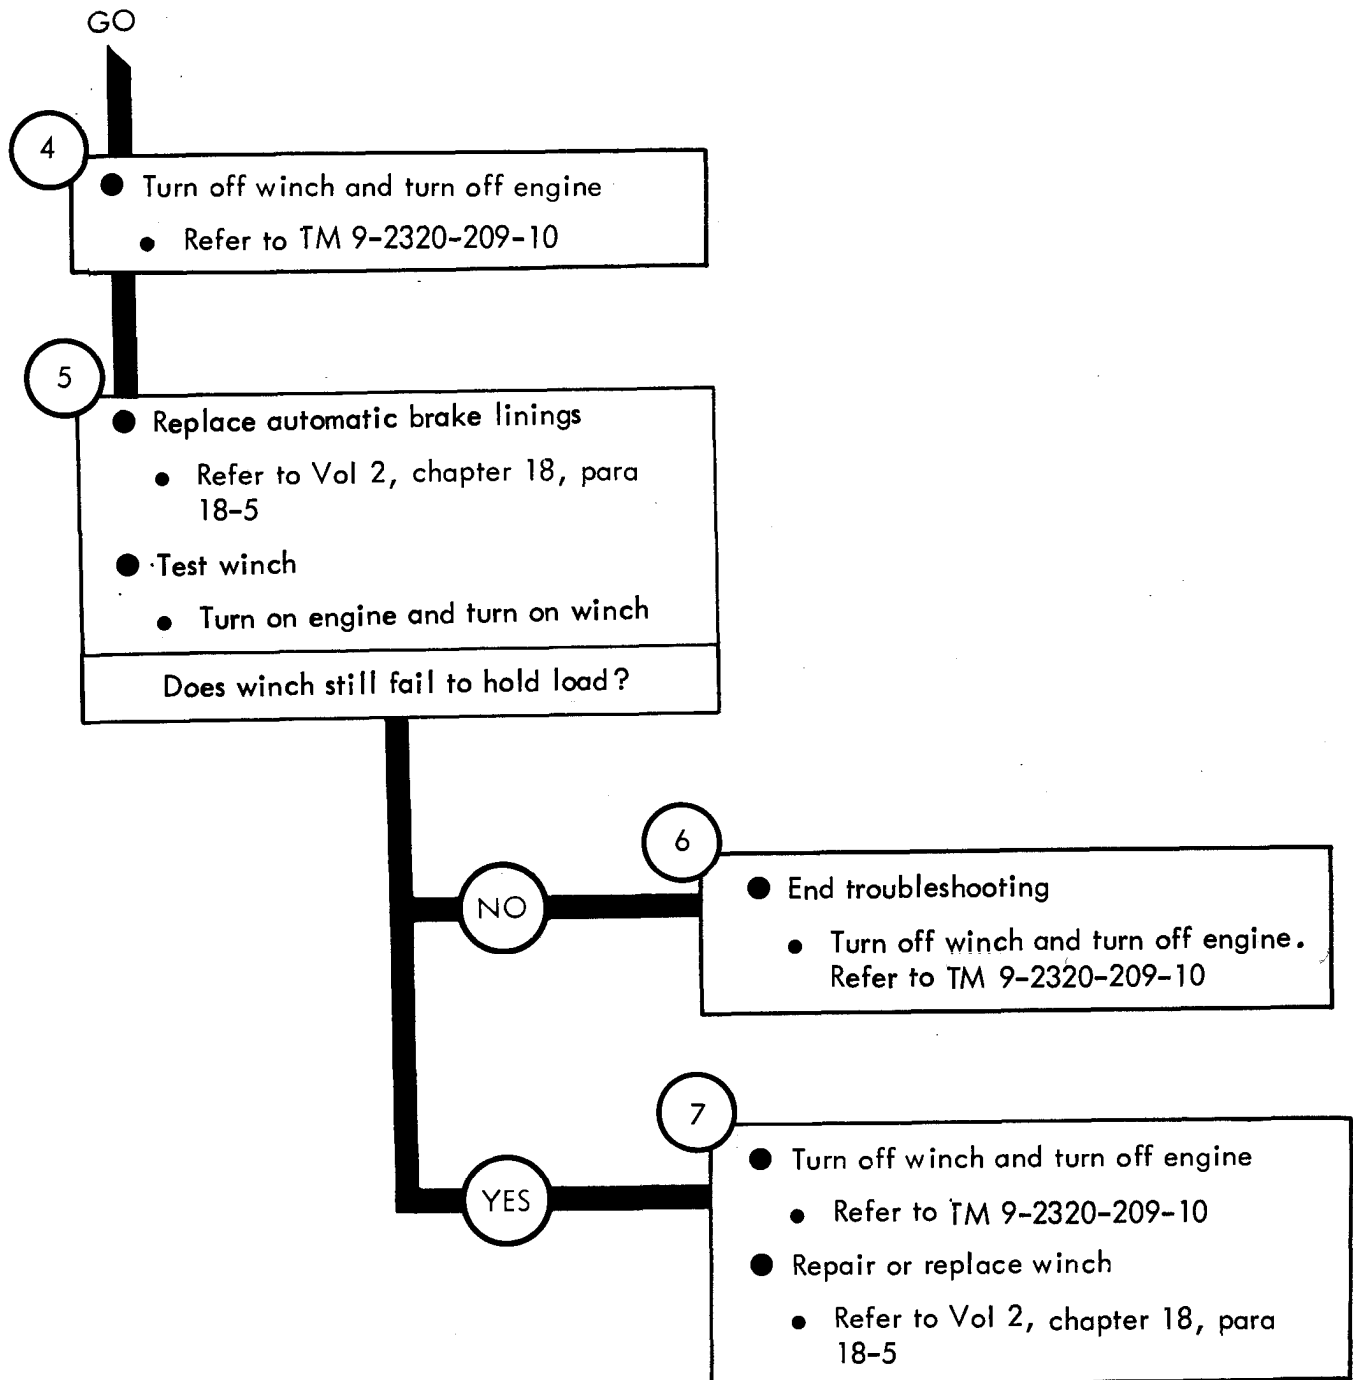 GO
4
● Turn off winch and turn off engine
● Refer to TM 9-2320-209-10
5
● Replace automatic brake linings
● Refer to Vol 2, chapter 18, para
18-5
● Test winch
● Turn on engine and turn on winch
Does winch still fail to hold load?
NO
6
● End troubleshooting
● Turn off winch and turn off engine.
Refer to TM 9-2320-209-10
YES
7
● Turn off winch and turn off engine
● Refer to TM 9-2320-209-10
● Repair or replace winch
● Refer to Vol 2, chapter 18, para
18-5